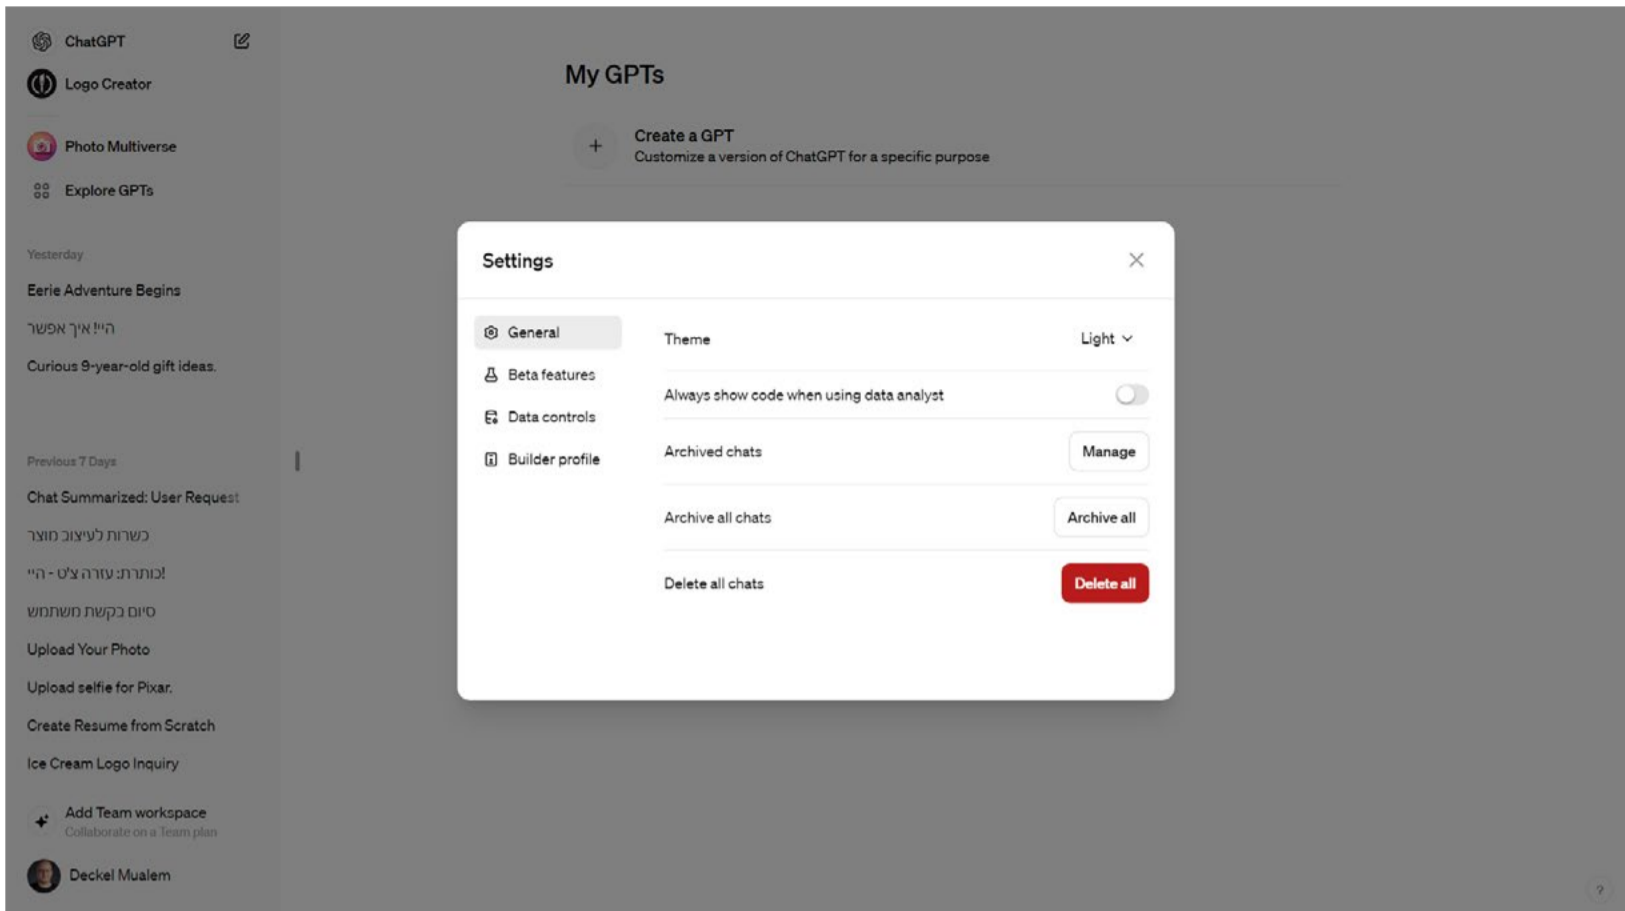 ChatGPT
Logo Creator
Photo Multiverse
Explore GPTs
Yesterday
Eerie Adventure Begins
היי! איך אפשר
Curious 9-year-old gift ideas.
Previous 7 Days
Chat Summarized: User Request
כשרות לעיצוב מוצר
כותרת: עזרה צ'ט - היי!
סיום בקשת משתמש
Upload Your Photo
Upload selfie for Pixar.
Create Resume from Scratch
Ice Cream Logo Inquiry
Add Team workspace
Collaborate on a Team plan
Deckel Mualem
My GPTs
Create a GPT
Customize a version of ChatGPT for a specific purpose
Settings
General
Beta features
Data controls
Builder profile
Theme
Light
Always show code when using data analyst
Archived chats
Manage
Archive all chats
Archive all
Delete all chats
Delete all
?